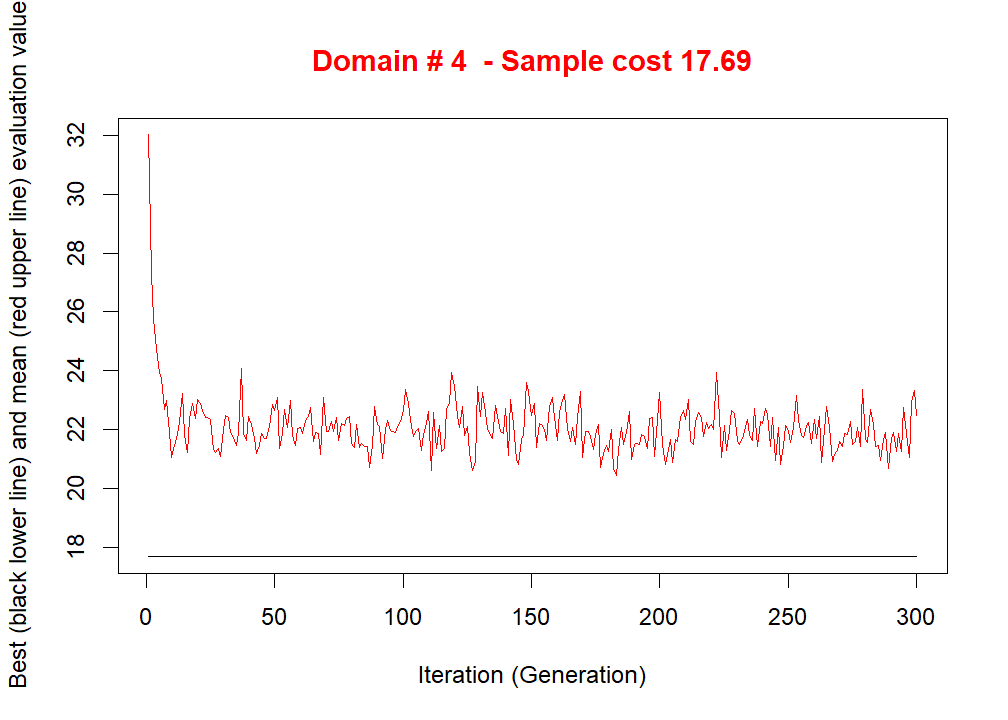 Domain # 4  - Sample cost 17.69
Best (black lower line) and mean (red upper line) evaluation value
32
30
28
26
24
22
20
18
0 50 100 150 200 250 300
Iteration (Generation)